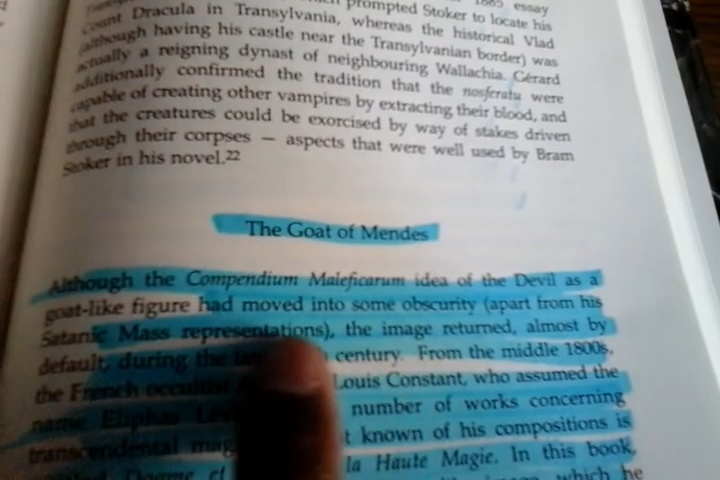 prompted Stoker to locate his
Count Dracula in Transylvania, whereas the historical Vlad
(although having his castle near the Transylvanian border) was
actually a reigning dynast of neighbouring Wallachia. Gérard
additionally confirmed the tradition that the nosferatu were
capable of creating other vampires by extracting their blood, and
that the creatures could be exorcised by way of stakes driven
through their corpses — aspects that were well used by Bram
Stoker in his novel.22
The Goat of Mendes
Although the Compendium Maleficarum idea of the Devil as a
goat-like figure had moved into some obscurity (apart from his
Satanic Mass representations), the image returned, almost by
default, during the century. From the middle 1800s,
the French occultist Louis Constant, who assumed the
name Eliphas number of works concerning
transcendental known of his compositions is
Dogme et la Haute Magie. In this book,
which he